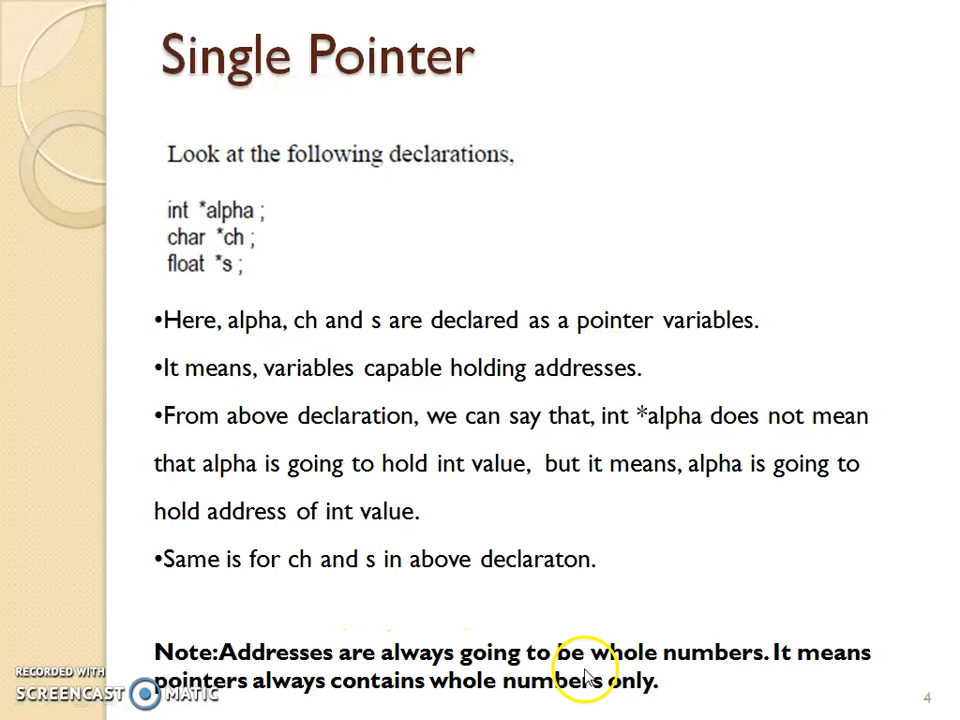 Single Pointer
Look at the following declarations,
int *alpha ;
char *ch ;
float *s ;
•Here, alpha, ch and s are declared as a pointer variables.
•It means, variables capable holding addresses.
•From above declaration, we can say that, int *alpha does not mean
that alpha is going to hold int value, but it means, alpha is going to
hold address of int value.
•Same is for ch and s in above declaraton.
Note:Addresses are always going to be whole numbers. It means
pointers always contains whole numbers only.
RECORDED WITH
SCREENCAST MATIC
4